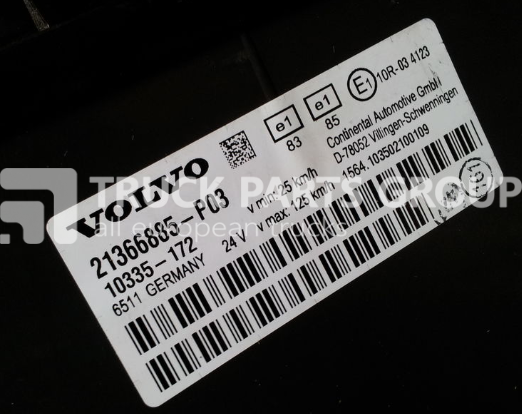 VOLVO
21366885-P03
10335-172
6511 GERMANY
24 V
V min. 25 km/h
V max. 125 km/h
e1
83
e1
85
E1
10R-03 4123
Continental Automotive GmbH
D-78052 Villingen-Schwenningen
1564.103502100109
TRUCK PARTS GROUP
all european trucks